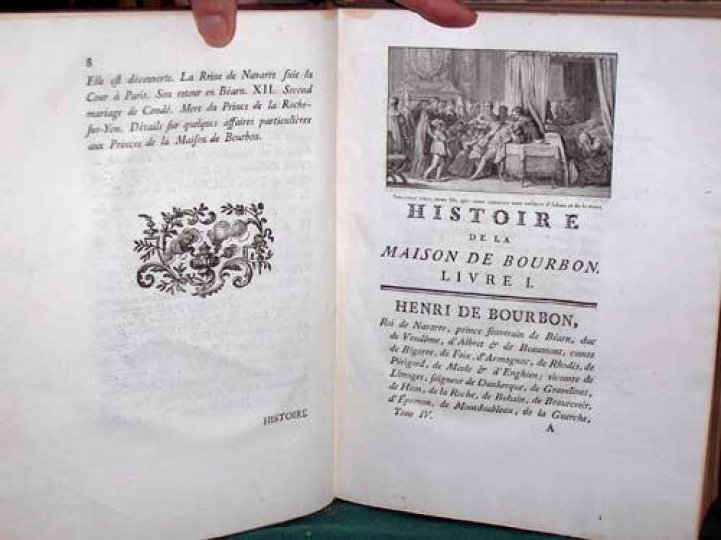 8
Elle est découverte. La Reine de Navarre suit la
Cour à Paris. Son retour en Béarn. XII. Second
mariage de Condé. Mort du Prince de la Roche-
sur-Yon. Détails sur quelques affaires particulières
aux Princes de la Maison de Bourbon.
HISTOIRE
HISTOIRE
DE LA
MAISON DE BOURBON.
LIVRE I.
HENRI DE BOURBON,
Roi de Navarre, prince souverain de Béarn, duc
de Vendôme, d'Albret & de Beaumont, comte
de Bigorre, de Foix, d'Armagnac, de Rhodès, de
Périgord, de Marle & d'Enghien; vicomte de
Limoges, seigneur de Dunkerque, de Gravelines,
de Ham, de la Roche, de Bohain, de Beaurevoir,
d'Epernon, de Montdoubleau, de la Guerche,
Tome IV. A